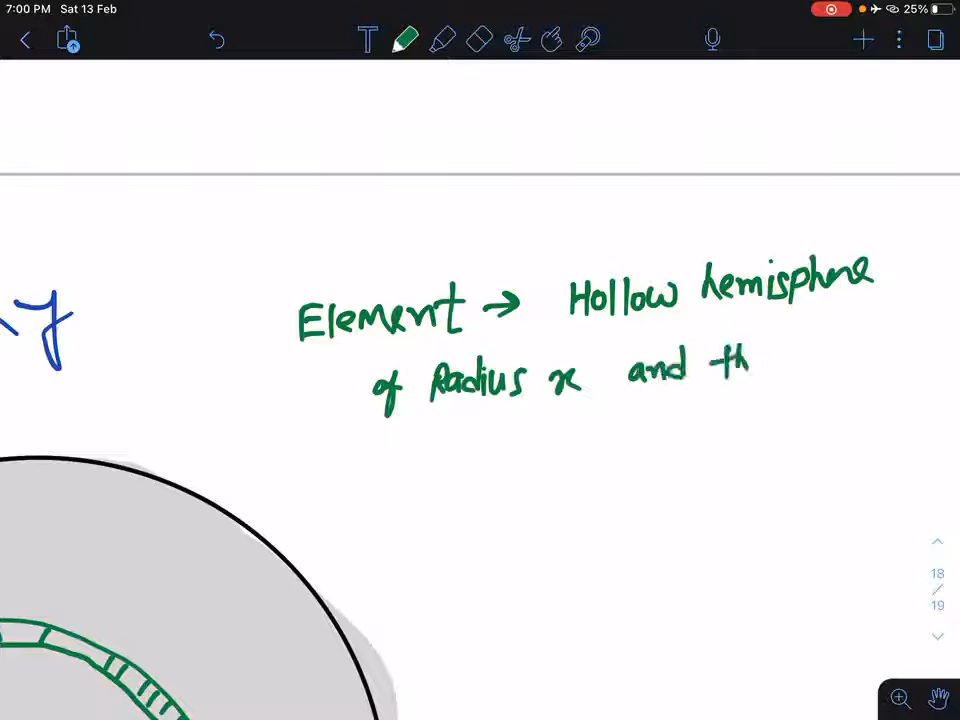 7:00 PM Sat 13 Feb
25%
T
y
Element → Hollow hemisphere
of Radius x and th
18
/
19